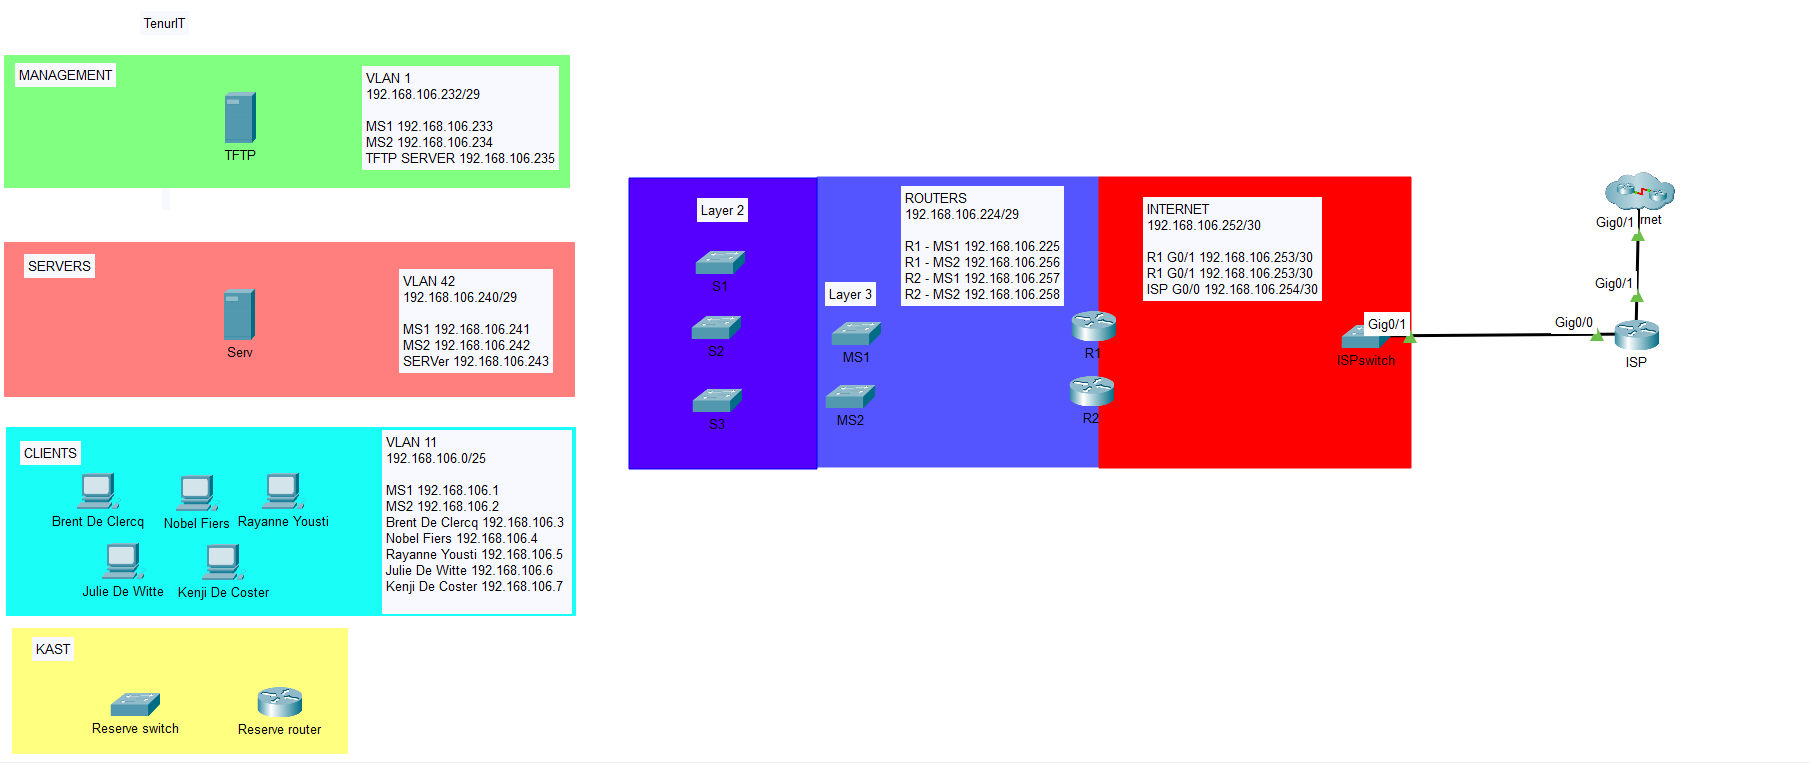 TenurIT
MANAGEMENT
TFTP
VLAN 1
192.168.106.232/29
MS1 192.168.106.233
MS2 192.168.106.234
TFTP SERVER 192.168.106.235
SERVERS
Serv
VLAN 42
192.168.106.240/29
MS1 192.168.106.241
MS2 192.168.106.242
SERVer 192.168.106.243
CLIENTS
Brent De Clercq
Nobel Fiers
Rayanne Yousti
Julie De Witte
Kenji De Coster
VLAN 11
192.168.106.0/25
MS1 192.168.106.1
MS2 192.168.106.2
Brent De Clercq 192.168.106.3
Nobel Fiers 192.168.106.4
Rayanne Yousti 192.168.106.5
Julie De Witte 192.168.106.6
Kenji De Coster 192.168.106.7
KAST
Reserve switch
Reserve router
Layer 2
S1
S2
S3
Layer 3
MS1
MS2
ROUTERS
192.168.106.224/29
R1 - MS1 192.168.106.225
R1 - MS2 192.168.106.256
R2 - MS1 192.168.106.257
R2 - MS2 192.168.106.258
R1
R2
INTERNET
192.168.106.252/30
R1 G0/1 192.168.106.253/30
R1 G0/1 192.168.106.253/30
ISP G0/0 192.168.106.254/30
Gig0/1
ISPswitch
Gig0/0
ISP
Gig0/1
Gig0/1
rnet